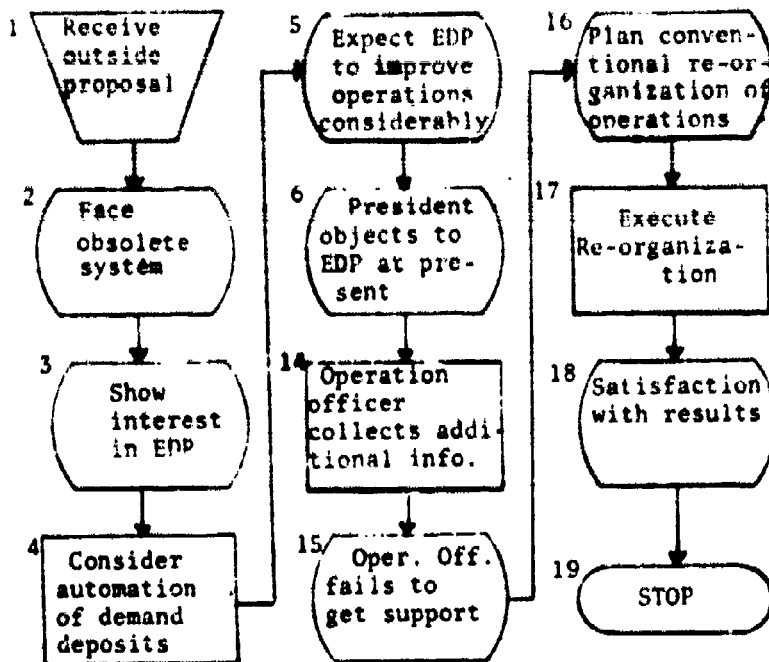 1
Receive
outside
proposal
2
Face
obsolete
system
3
Show
interest
in EDP
4
Consider
automation
of demand
deposits
5
Expect EDP
to improve
operations
considerably
6
President
objects to
EDP at pre-
sent
14
Operation
officer
collects addi-
tional info.
15
Oper. Off.
fails to
get support
16
Plan conven-
tional re-or-
ganization of
operations
17
Execute
Re-organiza-
tion
18
Satisfaction
with results
19
STOP